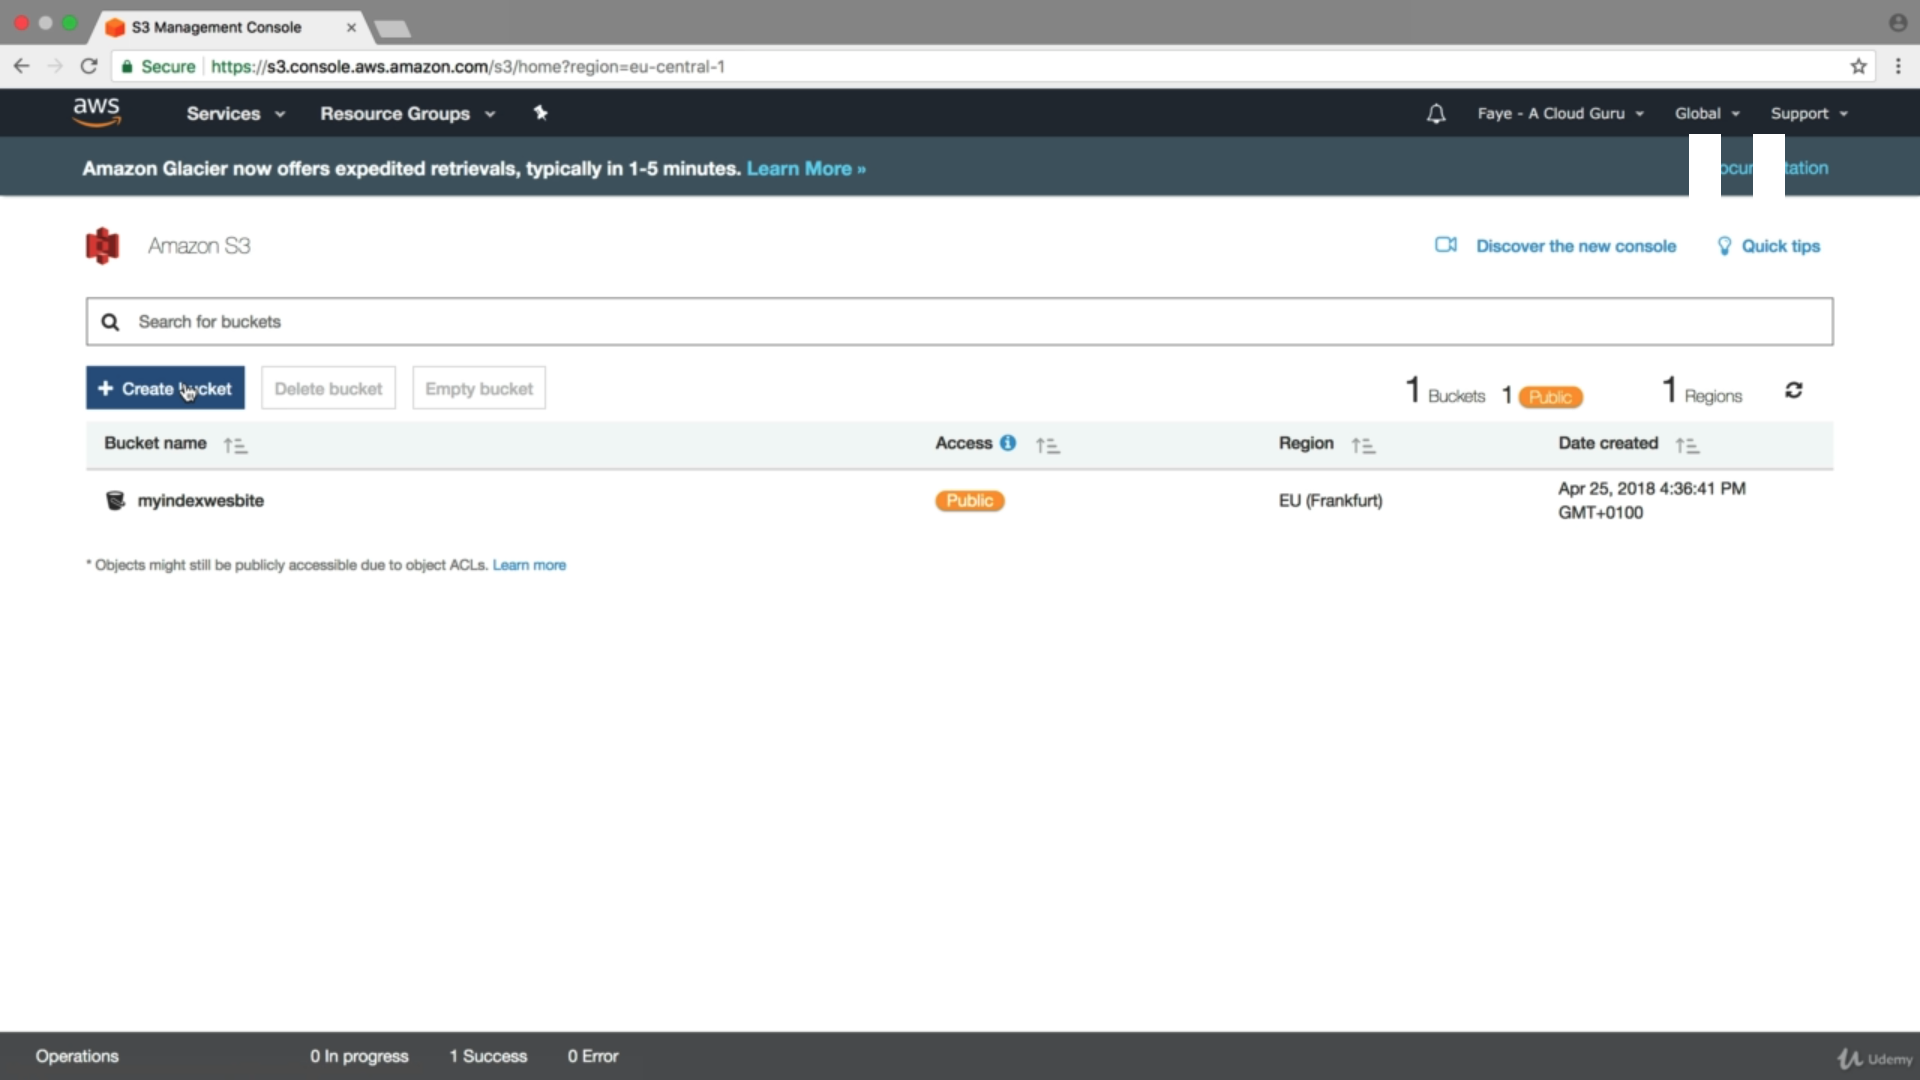 S3 Management Console
Secure https://s3.console.aws.amazon.com/s3/home?region=eu-central-1
aws Services Resource Groups Faye - A Cloud Guru Global Support
Amazon Glacier now offers expedited retrievals, typically in 1-5 minutes. Learn More »
Amazon S3 Discover the new console Quick tips
Search for buckets
+ Create bucket Delete bucket Empty bucket 1 Buckets 1 Public 1 Regions
Bucket name Access Region Date created
myindexwesbite Public EU (Frankfurt) Apr 25, 2018 4:36:41 PM
GMT+0100
* Objects might still be publicly accessible due to object ACLs. Learn more
Operations 0 In progress 1 Success 0 Error
Udemy